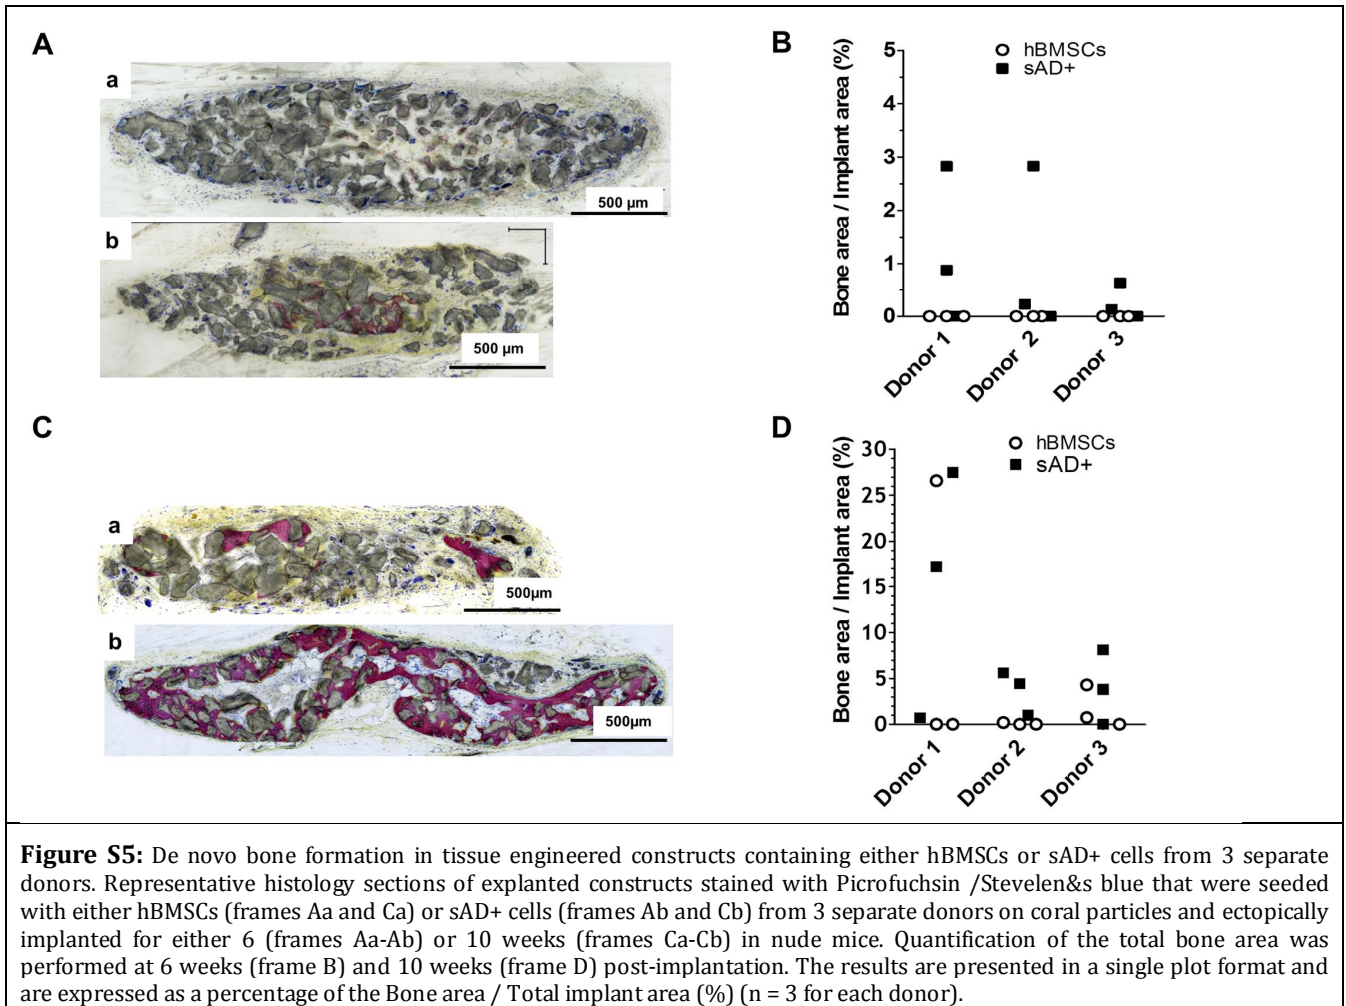 A
a
500 µm
b
500 µm
B
hBMSCs
sAD+
Bone area / Implant area (%)
5
4
3
2
1
0
Donor 1
Donor 2
Donor 3
C
a
500µm
b
500µm
D
hBMSCs
sAD+
Bone area / Implant area (%)
30
25
20
15
10
5
0
Donor 1
Donor 2
Donor 3
Figure S5: De novo bone formation in tissue engineered constructs containing either hBMSCs or sAD+ cells from 3 separate
donors. Representative histology sections of explanted constructs stained with Picrofuchsin /Stevelen&s blue that were seeded
with either hBMSCs (frames Aa and Ca) or sAD+ cells (frames Ab and Cb) from 3 separate donors on coral particles and ectopically
implanted for either 6 (frames Aa-Ab) or 10 weeks (frames Ca-Cb) in nude mice. Quantification of the total bone area was
performed at 6 weeks (frame B) and 10 weeks (frame D) post-implantation. The results are presented in a single plot format and
are expressed as a percentage of the Bone area / Total implant area (%) (n = 3 for each donor).